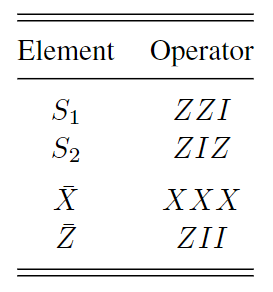 Element Operator
S₁ ZZI
S₂ ZIZ
X̄ XXX
Z̄ ZII